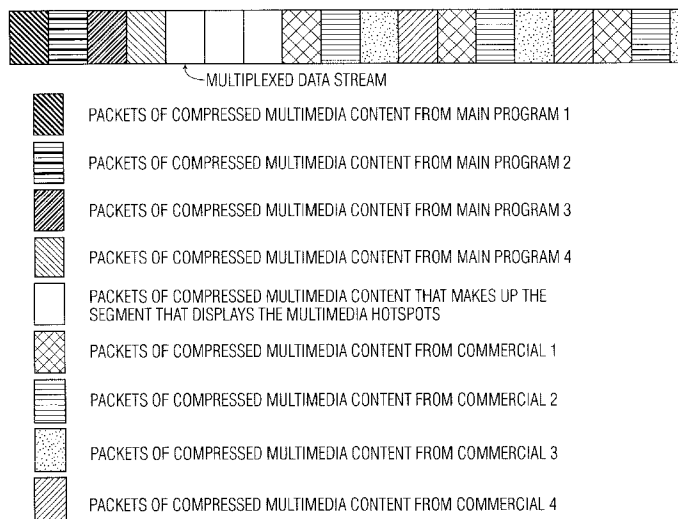 MULTIPLEXED DATA STREAM
PACKETS OF COMPRESSED MULTIMEDIA CONTENT FROM MAIN PROGRAM 1
PACKETS OF COMPRESSED MULTIMEDIA CONTENT FROM MAIN PROGRAM 2
PACKETS OF COMPRESSED MULTIMEDIA CONTENT FROM MAIN PROGRAM 3
PACKETS OF COMPRESSED MULTIMEDIA CONTENT FROM MAIN PROGRAM 4
PACKETS OF COMPRESSED MULTIMEDIA CONTENT THAT MAKES UP THE
SEGMENT THAT DISPLAYS THE MULTIMEDIA HOTSPOTS
PACKETS OF COMPRESSED MULTIMEDIA CONTENT FROM COMMERCIAL 1
PACKETS OF COMPRESSED MULTIMEDIA CONTENT FROM COMMERCIAL 2
PACKETS OF COMPRESSED MULTIMEDIA CONTENT FROM COMMERCIAL 3
PACKETS OF COMPRESSED MULTIMEDIA CONTENT FROM COMMERCIAL 4